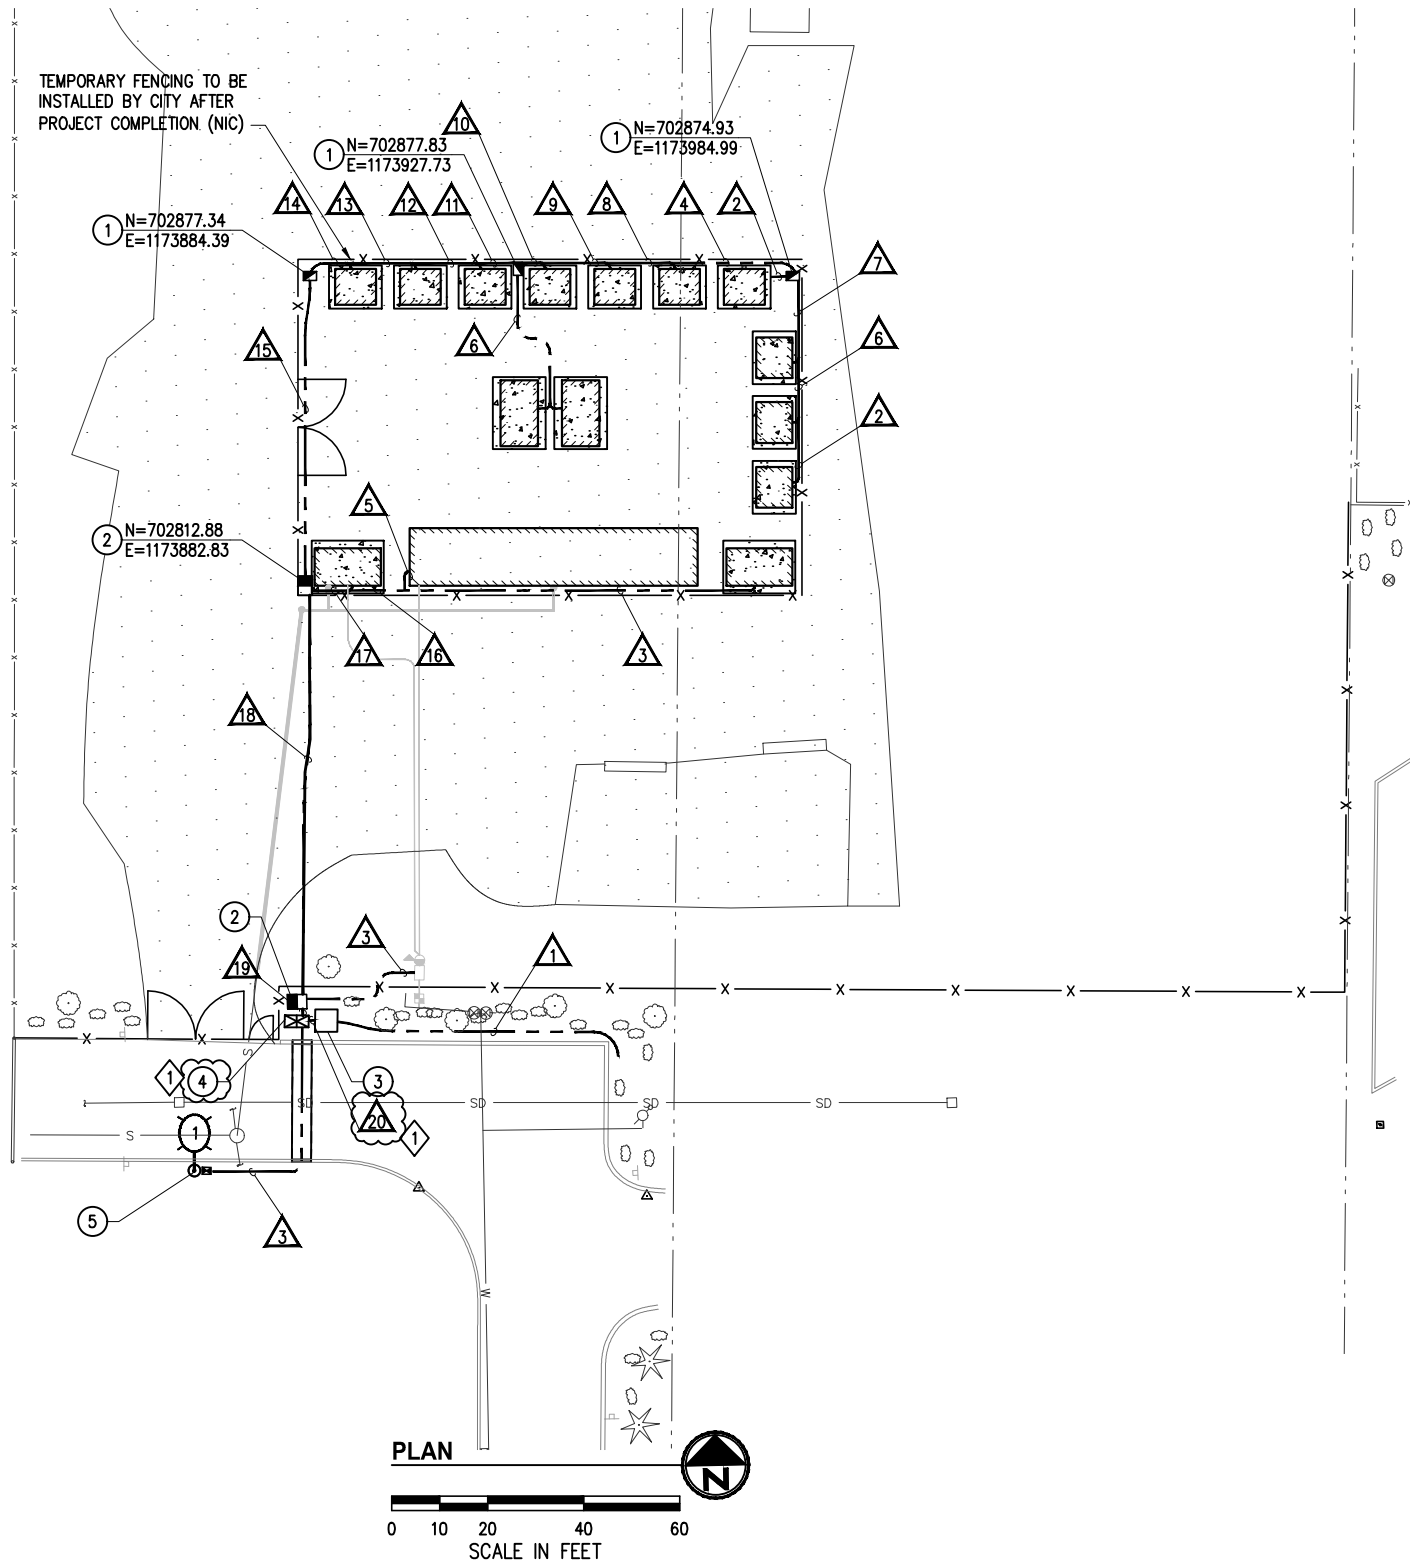 TEMPORARY FENCING TO BE
INSTALLED BY CITY AFTER
PROJECT COMPLETION (NIC)
10
1
N=702877.83
E=1173927.73
1
N=702874.93
E=1173984.99
14
13
12
11
9
8
4
2
1
N=702877.34
E=1173884.39
7
15
6
6
2
5
2
N=702812.88
E=1173882.83
17
16
3
18
2
3
1
19
S
1
4
3
SD
SD
SD
SD
20
1
S
1
5
3
W
PLAN
N
0 10 20 40 60
SCALE IN FEET